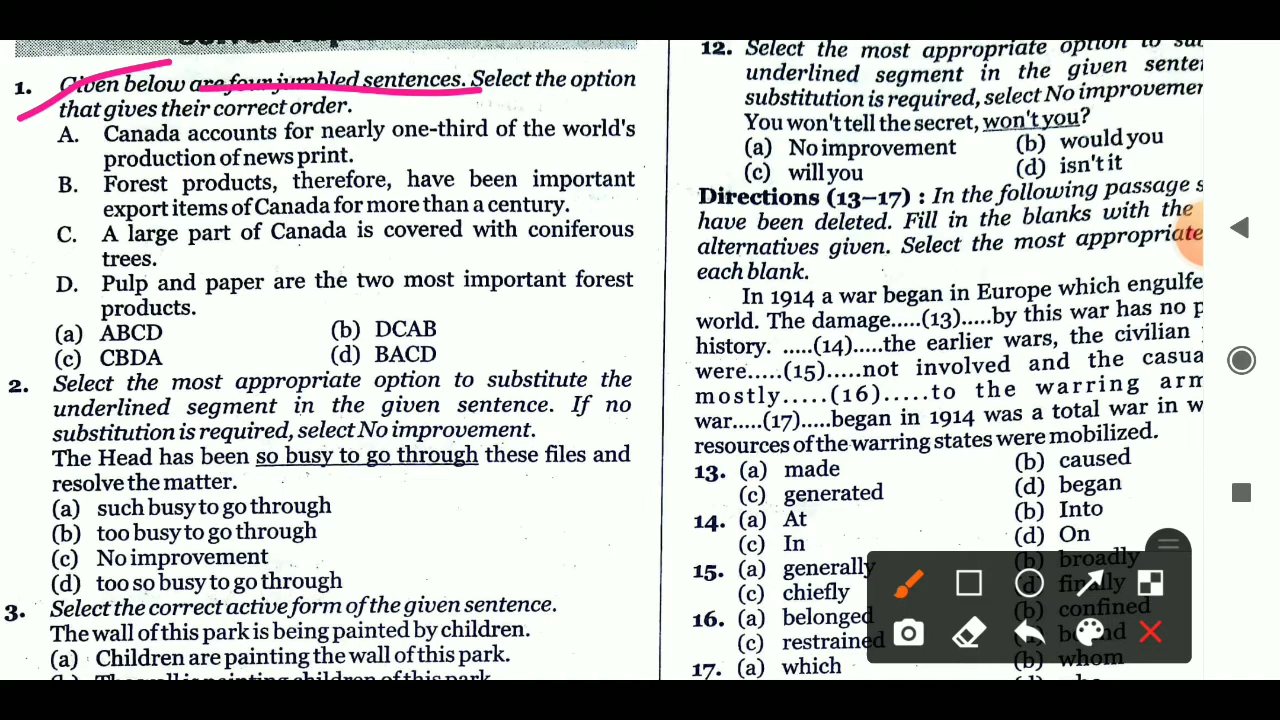 1. Given below are four jumbled sentences. Select the option
that gives their correct order.
A. Canada accounts for nearly one-third of the world's
production of news print.
B. Forest products, therefore, have been important
export items of Canada for more than a century.
C. A large part of Canada is covered with coniferous
trees.
D. Pulp and paper are the two most important forest
products.
(a) ABCD (b) DCAB
(c) CBDA (d) BACD
2. Select the most appropriate option to substitute the
underlined segment in the given sentence. If no
substitution is required, select No improvement.
The Head has been so busy to go through these files and
resolve the matter.
(a) such busy to go through
(b) too busy to go through
(c) No improvement
(d) too so busy to go through
3. Select the correct active form of the given sentence.
The wall of this park is being painted by children.
(a) Children are painting the wall of this park.
12. Select the most appropriate option to
underlined segment in the given
substitution is required, select No
You won't tell the secret, won't you?
(a) No improvement (b) would you
(c) will you (d) isn't it
Directions (13–17) : In the following passage
have been deleted. Fill in the blanks with the
alternatives given. Select the most appropriate
each blank.
In 1914 a war began in Europe which
world. The damage.....(13).....by this war has no
history. .....(14).....the earlier wars, the civilian
were.....(15).....not involved and the
mostly.....(16).....to the warring
war.....(17).....began in 1914 was a total war in
resources of the warring states were mobilized.
13. (a) made (b) caused
(c) generated (d) began
14. (a) At (b) Into
(c) In (d) On
15. (a) generally (b) broadly
(c) chiefly (d) finally
16. (a) belonged (b) confined
(c) restrained
17. (a) which (b) whom